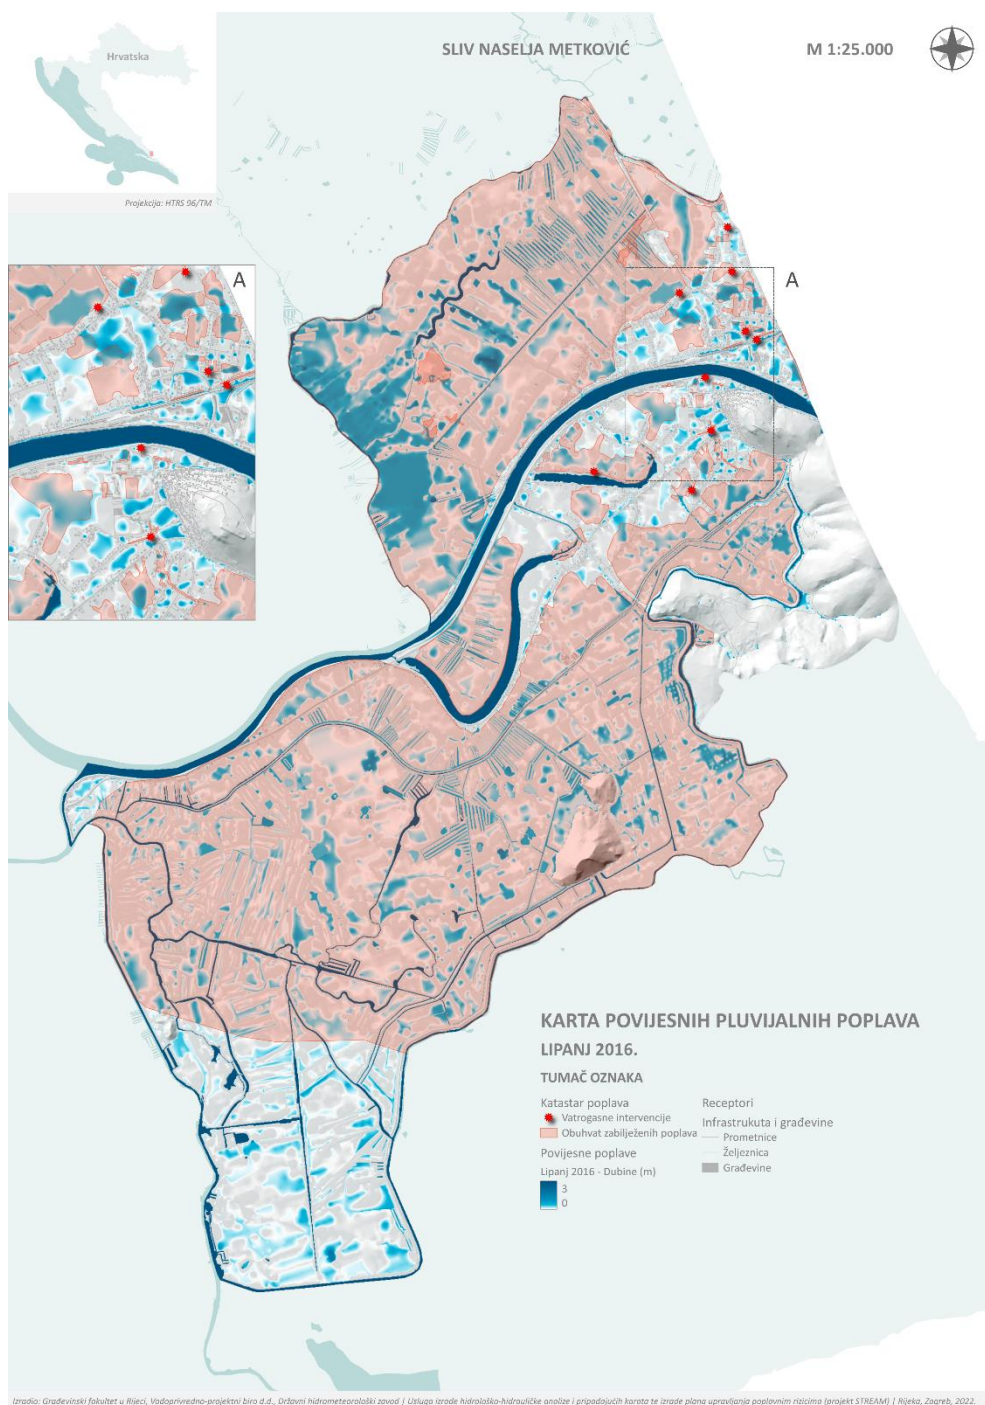 Hrvatska
SLIV NASELJA METKOVIĆ
M 1:25.000
Projekcija: HTRS 96/TM
A
A
KARTA POVIJESNIH PLUVIJALNIH POPLAVA
LIPANJ 2016.
TUMAČ OZNAKA
Katastar poplava
Vatrogasne intervencije
Obuhvat zabilježenih poplava
Povijesne poplave
Lipanj 2016 - Dubine (m)
3
0
Receptori
Infrastrukuta i građevine
Prometnice
Željeznica
Građevine
Izradio: Građevinski fakultet u Rijeci, Vodoprivredno-projektni biro d.d., Državni hidrometeorološki zavod | Usluga izrade hidrološko-hidrauličke analize i pripadajućih karata te izrade plana upravljanja poplavnim rizicima (projekt STREAM) | Rijeka, Zagreb, 2022.